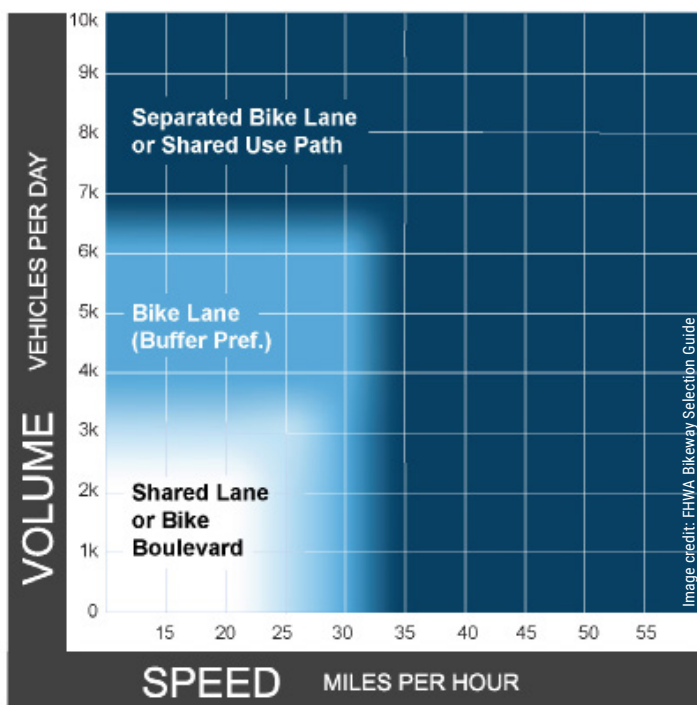 10k
9k
8k
7k
6k
5k
4k
3k
2k
1k
0
VOLUME VEHICLES PER DAY
Separated Bike Lane
or Shared Use Path
Bike Lane
(Buffer Pref.)
Shared Lane
or Bike
Boulevard
15 20 25 30 35 40 45 50 55
SPEED MILES PER HOUR
Image credit: FHWA Bikeway Selection Guide